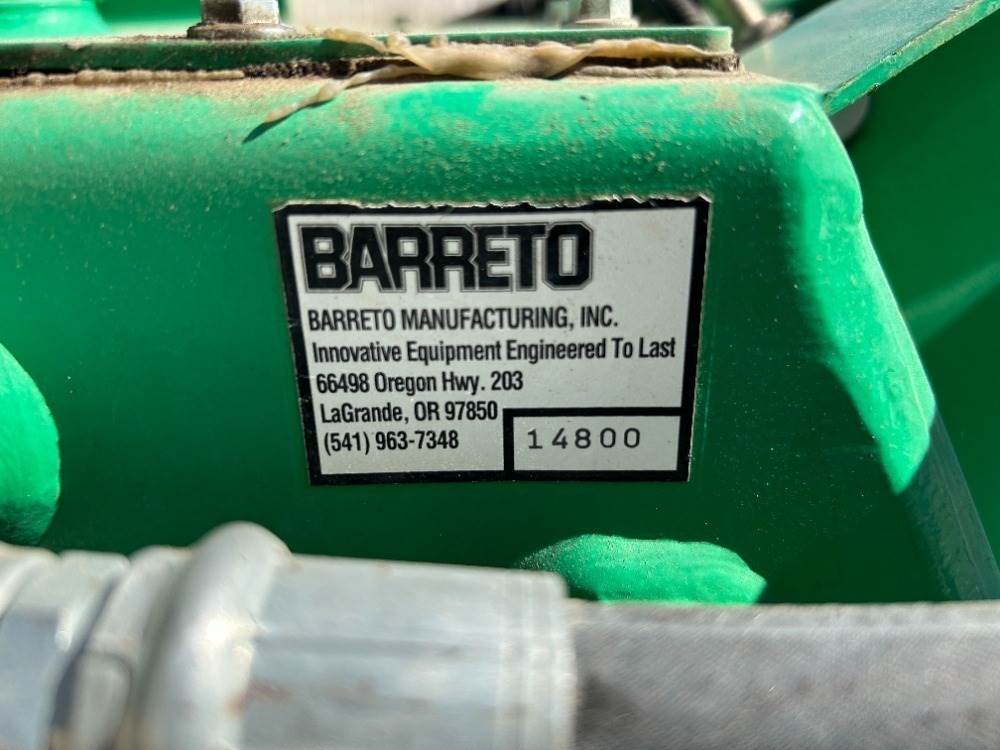 BARRETO
BARRETO MANUFACTURING, INC.
Innovative Equipment Engineered To Last
66498 Oregon Hwy. 203
LaGrande, OR 97850
(541) 963-7348
14800